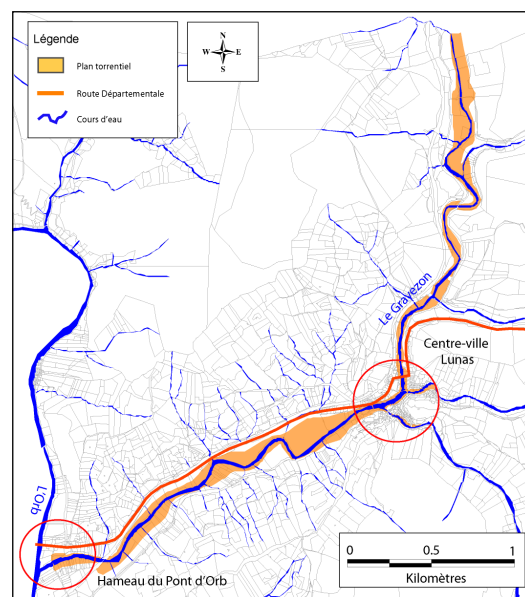 Légende
Plan torrentiel
Route Départementale
Cours d'eau
N
W E
S
Le Gravezon
Centre-ville
Lunas
L'Orb
Hameau du Pont d'Orb
0 0.5 1
Kilomètres